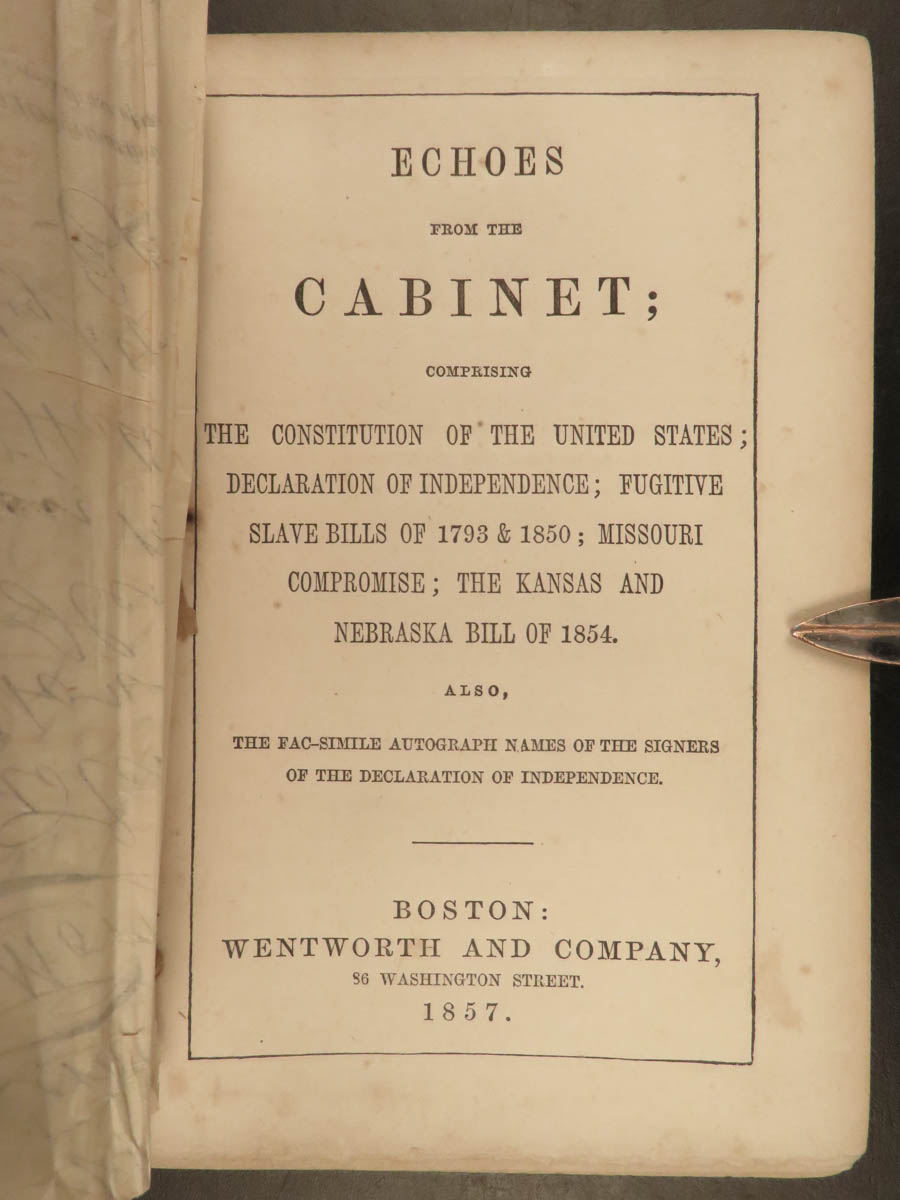 ECHOES
FROM THE
CABINET;
COMPRISING
THE CONSTITUTION OF THE UNITED STATES;
DECLARATION OF INDEPENDENCE; FUGITIVE
SLAVE BILLS OF 1793 & 1850; MISSOURI
COMPROMISE; THE KANSAS AND
NEBRASKA BILL OF 1854.
ALSO,
THE FAC-SIMILE AUTOGRAPH NAMES OF THE SIGNERS
OF THE DECLARATION OF INDEPENDENCE.
BOSTON:
WENTWORTH AND COMPANY,
86 WASHINGTON STREET.
1857.